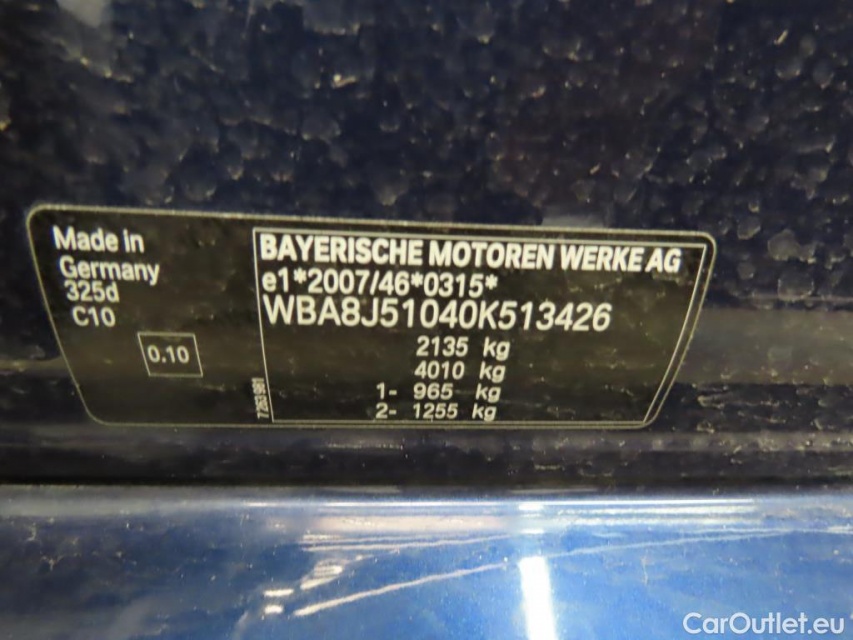 Made in
Germany
325d
C10
0.10
BAYERISCHE MOTOREN WERKE AG
e1*2007/46*0315*
WBA8J51040K513426
2135 kg
4010 kg
1- 965 kg
2- 1255 kg
CarOutlet.eu